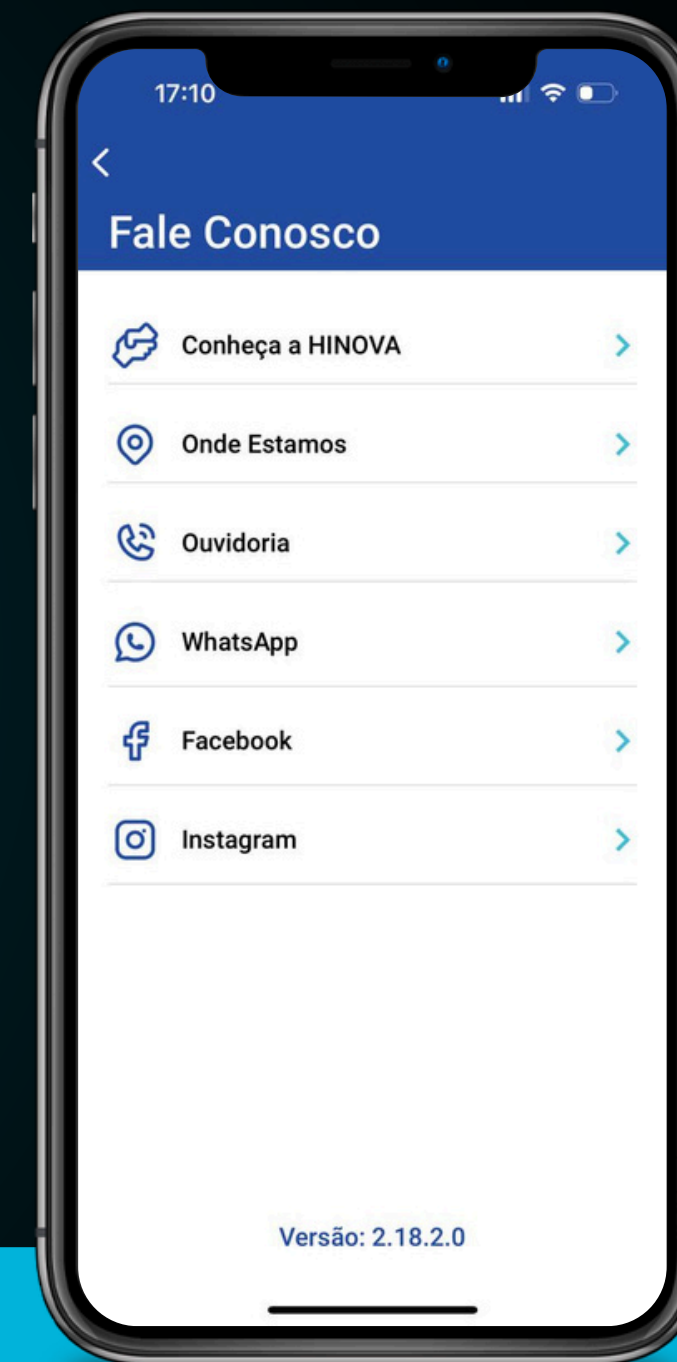 17:10
Fale Conosco
Conheça a HINOVA
Onde Estamos
Ouvidoria
WhatsApp
Facebook
Instagram
Versão: 2.18.2.0